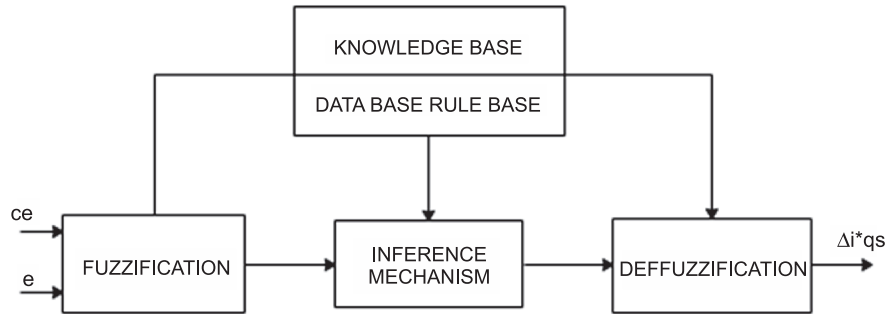 KNOWLEDGE BASE
DATA BASE RULE BASE
ce
e
FUZZIFICATION
INFERENCE
MECHANISM
DEFFUZZIFICATION
Δi*qs